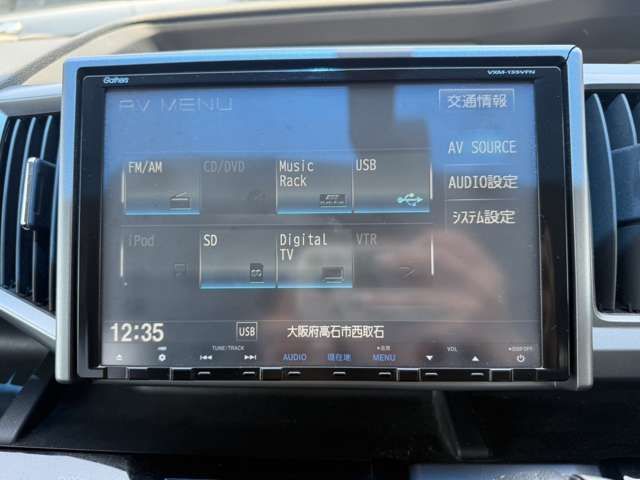 Gathers
VXM-155VFN
AV MENU
交通情報
AV SOURCE
FM/AM
CD/DVD
Music Rack
USB
AUDIO設定
システム設定
iPod
SD
Digital TV
VTR
SD
12:35
USB
大阪府高石市西取石
TUNE/TRACK
AUDIO
現在地
MENU
VOL